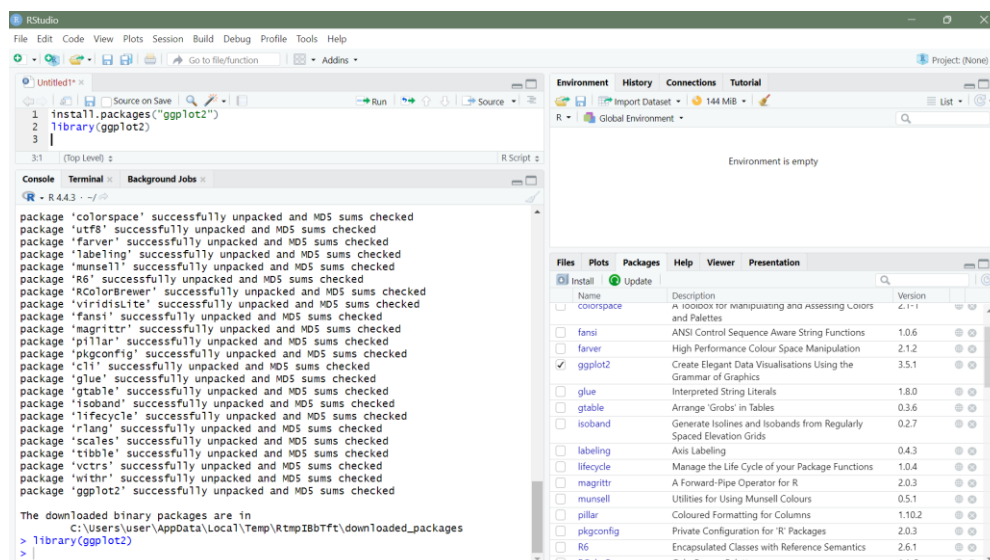 RStudio
File Edit Code View Plots Session Build Debug Profile Tools Help
Go to file/function Addins
Project: (None)
Untitled1*
Source on Save Run Source
1 install.packages("ggplot2")
2 library(ggplot2)
3
3:1 (Top Level) R Script
Console Terminal Background Jobs
R 4.4.3 · ~/
package 'colorspace' successfully unpacked and MD5 sums checked
package 'utf8' successfully unpacked and MD5 sums checked
package 'farver' successfully unpacked and MD5 sums checked
package 'labeling' successfully unpacked and MD5 sums checked
package 'munsell' successfully unpacked and MD5 sums checked
package 'R6' successfully unpacked and MD5 sums checked
package 'RColorBrewer' successfully unpacked and MD5 sums checked
package 'viridisLite' successfully unpacked and MD5 sums checked
package 'fansi' successfully unpacked and MD5 sums checked
package 'magrittr' successfully unpacked and MD5 sums checked
package 'pillar' successfully unpacked and MD5 sums checked
package 'pkgconfig' successfully unpacked and MD5 sums checked
package 'cli' successfully unpacked and MD5 sums checked
package 'glue' successfully unpacked and MD5 sums checked
package 'gtable' successfully unpacked and MD5 sums checked
package 'isoband' successfully unpacked and MD5 sums checked
package 'lifecycle' successfully unpacked and MD5 sums checked
package 'rlang' successfully unpacked and MD5 sums checked
package 'scales' successfully unpacked and MD5 sums checked
package 'tibble' successfully unpacked and MD5 sums checked
package 'vctrs' successfully unpacked and MD5 sums checked
package 'withr' successfully unpacked and MD5 sums checked
package 'ggplot2' successfully unpacked and MD5 sums checked
The downloaded binary packages are in
C:\Users\user\AppData\Local\Temp\RtmpIBbTft\downloaded_packages
> library(ggplot2)
>
Environment History Connections Tutorial
Import Dataset 144 MiB List
R Global Environment
Environment is empty
Files Plots Packages Help Viewer Presentation
Install Update
Name Description Version
colorspace A Toolbox for Manipulating and Assessing Colors 2.1-1
and Palettes
fansi ANSI Control Sequence Aware String Functions 1.0.6
farver High Performance Colour Space Manipulation 2.1.2
ggplot2 Create Elegant Data Visualisations Using the 3.5.1
Grammar of Graphics
glue Interpreted String Literals 1.8.0
gtable Arrange 'Grobs' in Tables 0.3.6
isoband Generate Isolines and Isobands from Regularly 0.2.7
Spaced Elevation Grids
labeling Axis Labeling 0.4.3
lifecycle Manage the Life Cycle of your Package Functions 1.0.4
magrittr A Forward-Pipe Operator for R 2.0.3
munsell Utilities for Using Munsell Colours 0.5.1
pillar Coloured Formatting for Columns 1.10.2
pkgconfig Private Configuration for 'R' Packages 2.0.3
R6 Encapsulated Classes with Reference Semantics 2.6.1